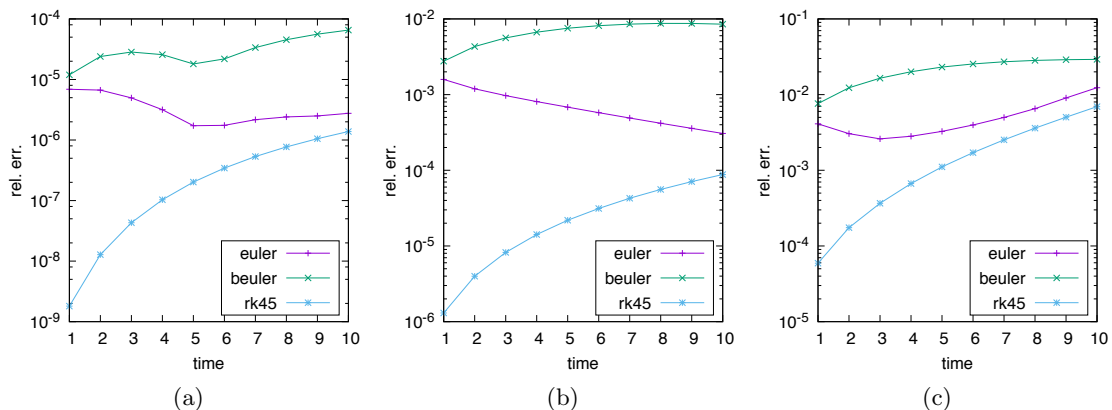 10-4
10-5
10-6
10-7
10-8
10-9
rel. err.
1 2 3 4 5 6 7 8 9 10
time
euler
beuler
rk45
(a)
10-2
10-3
10-4
10-5
10-6
rel. err.
1 2 3 4 5 6 7 8 9 10
time
euler
beuler
rk45
(b)
10-1
10-2
10-3
10-4
10-5
rel. err.
1 2 3 4 5 6 7 8 9 10
time
euler
beuler
rk45
(c)